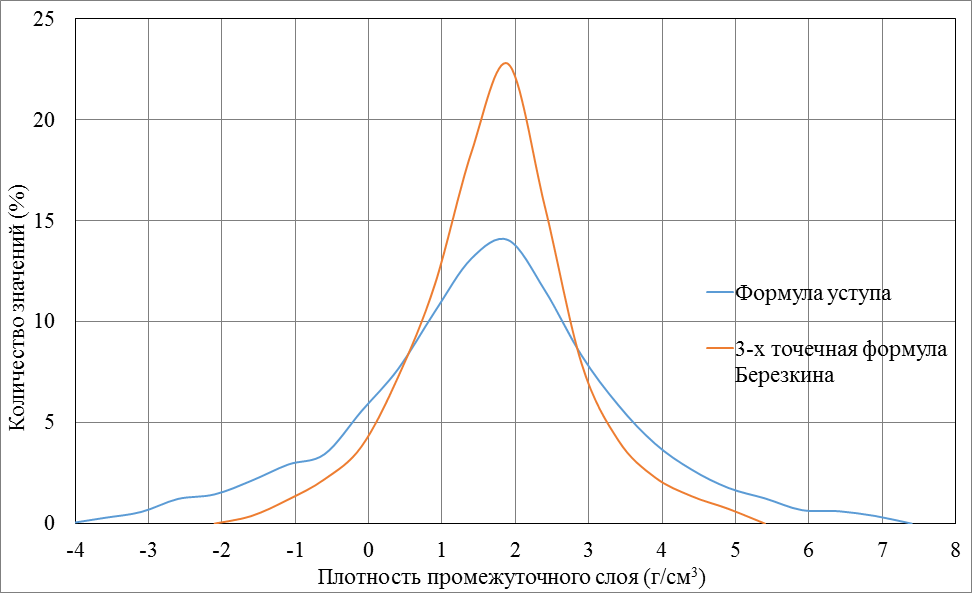 25
20
15
10
5
0
Количество значений (%)
-4 -3 -2 -1 0 1 2 3 4 5 6 7 8
Плотность промежуточного слоя (г/см³)
Формула уступа
3-х точечная формула
Березкина